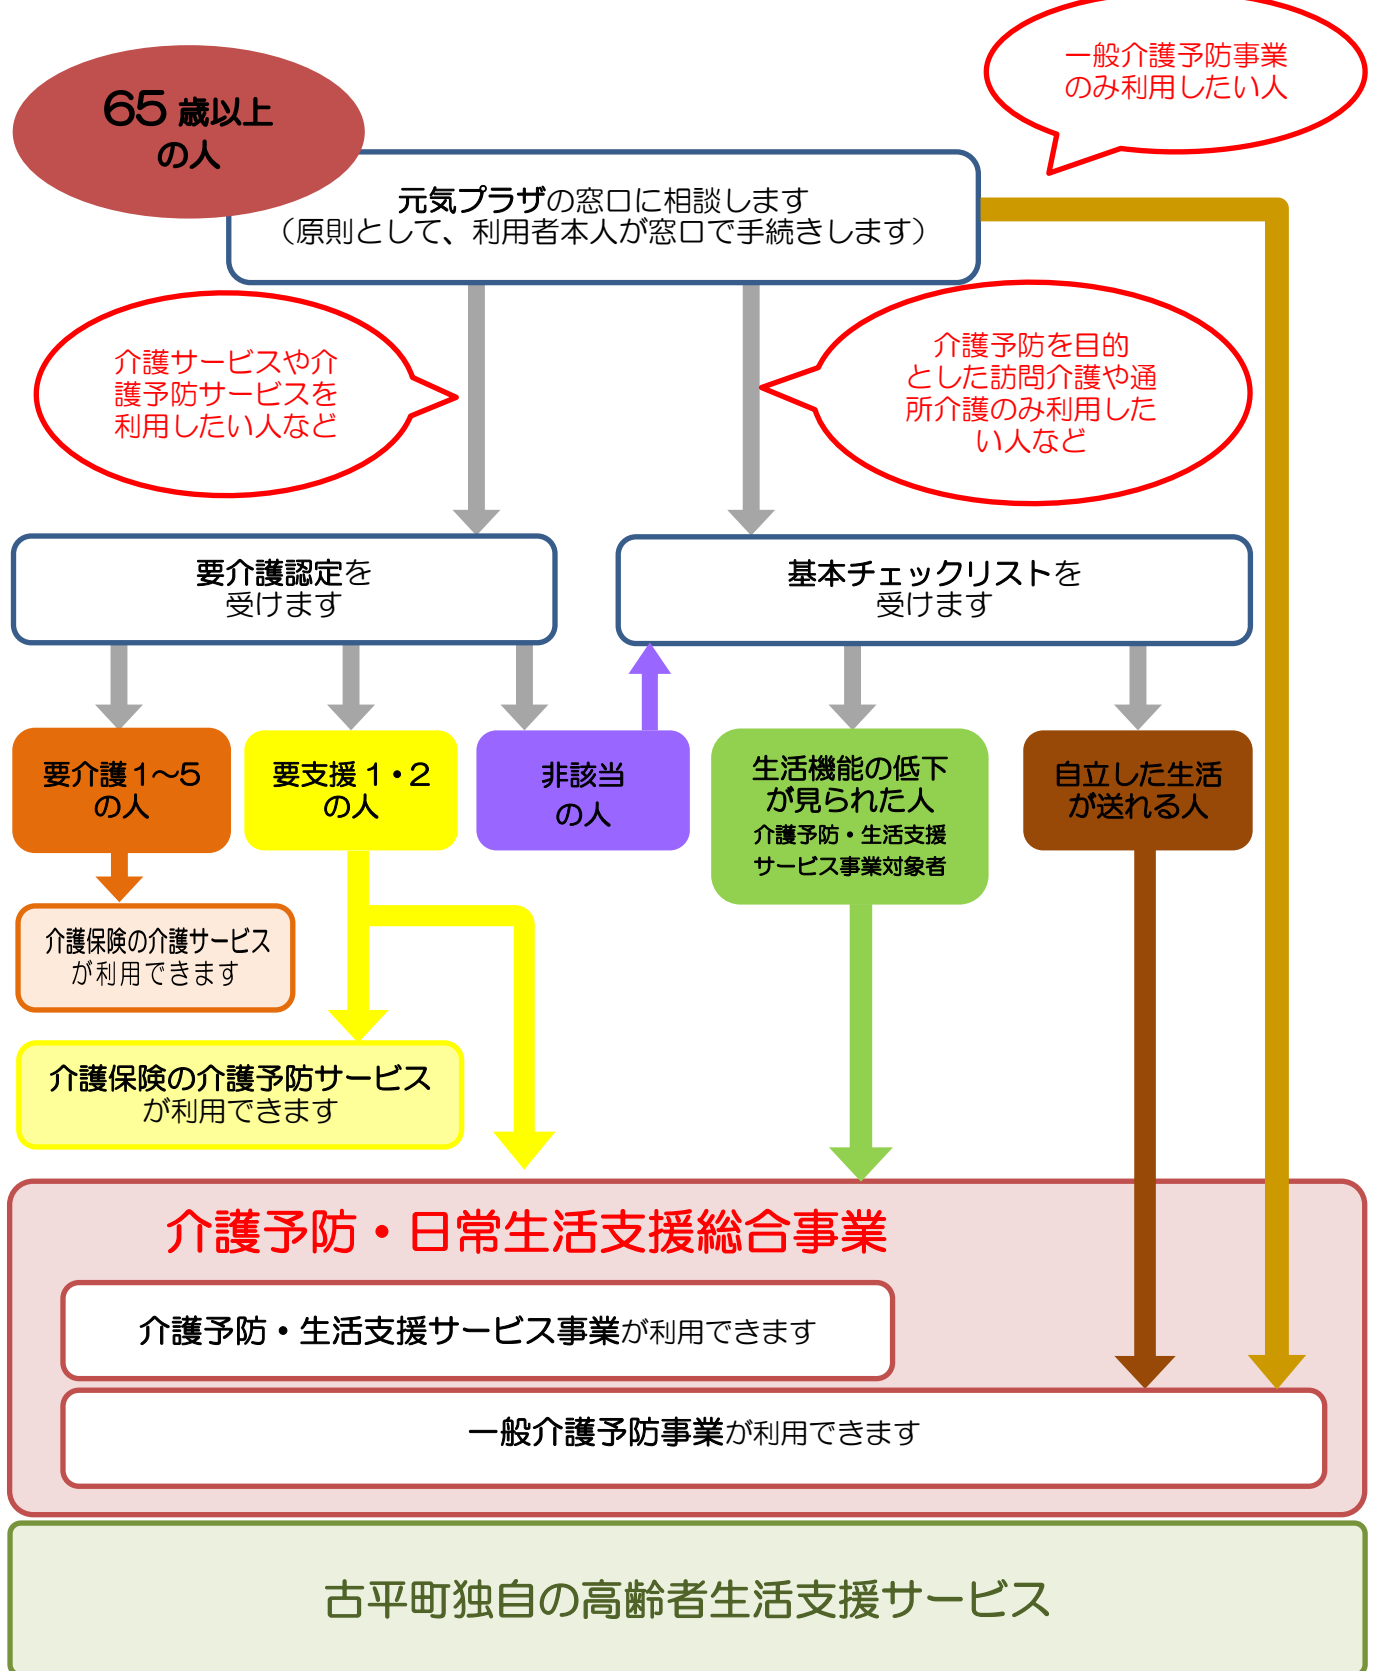 一般介護予防事業
のみ利用したい人
65 歳以上
の人
元気プラザの窓口に相談します
（原則として、利用者本人が窓口で手続きします）
介護サービスや介
護予防サービスを
利用したい人など
介護予防を目的
とした訪問介護や通
所介護のみ利用した
い人など
要介護認定を
受けます
基本チェックリストを
受けます
要介護1～5
の人
要支援 1・2
の人
非該当
の人
生活機能の低下
が見られた人
介護予防・生活支援
サービス事業対象者
自立した生活
が送れる人
介護保険の介護サービス
が利用できます
介護保険の介護予防サービス
が利用できます
介護予防・日常生活支援総合事業
介護予防・生活支援サービス事業が利用できます
一般介護予防事業が利用できます
古平町独自の高齢者生活支援サービス